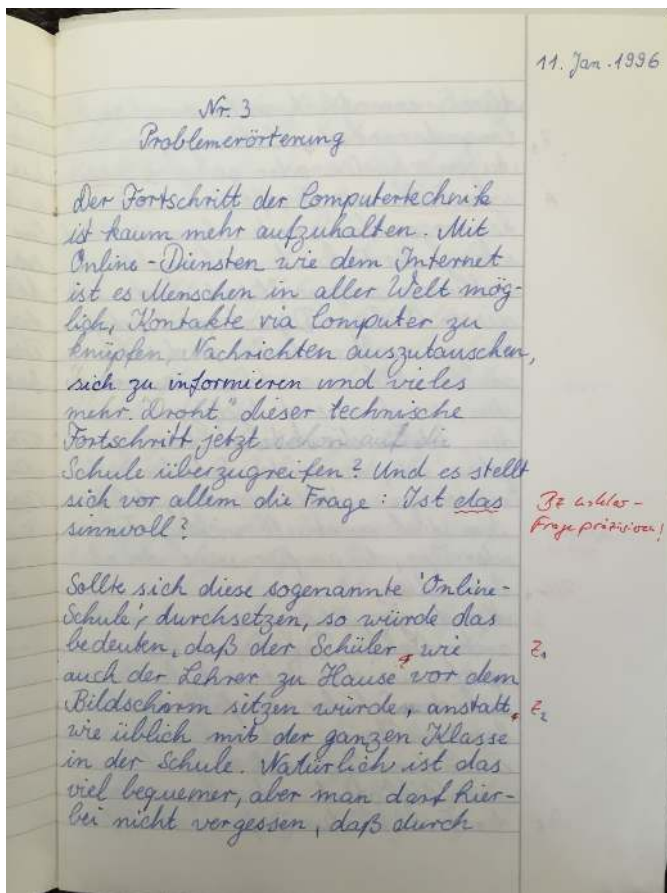 11. Jan. 1996
Nr. 3
Problemerörterung
Der Fortschritt der Computertechnik
ist kaum mehr aufzuhalten. Mit
Online-Diensten wie dem Internet
ist es Menschen in aller Welt mög-
lich, Kontakte via Computer zu
knüpfen, Nachrichten auszutauschen,
sich zu informieren und vieles
mehr. "Droht" dieser technische
Fortschritt jetzt auf die
Schule überzugreifen? Und es stellt
sich vor allem die Frage: Ist das
sinnvoll?
Bz unklar -
Frage präzisieren!
Sollte sich diese sogenannte 'Online-
Schule', durchsetzen, so würde das
bedeuten, daß der Schüler, wie
Z1
auch der Lehrer zu Hause vor dem
Bildschirm sitzen würde, anstatt,
Z2
wie üblich mit der ganzen Klasse
in der Schule. Natürlich ist das
viel bequemer, aber man darf hier-
bei nicht vergessen, daß durch